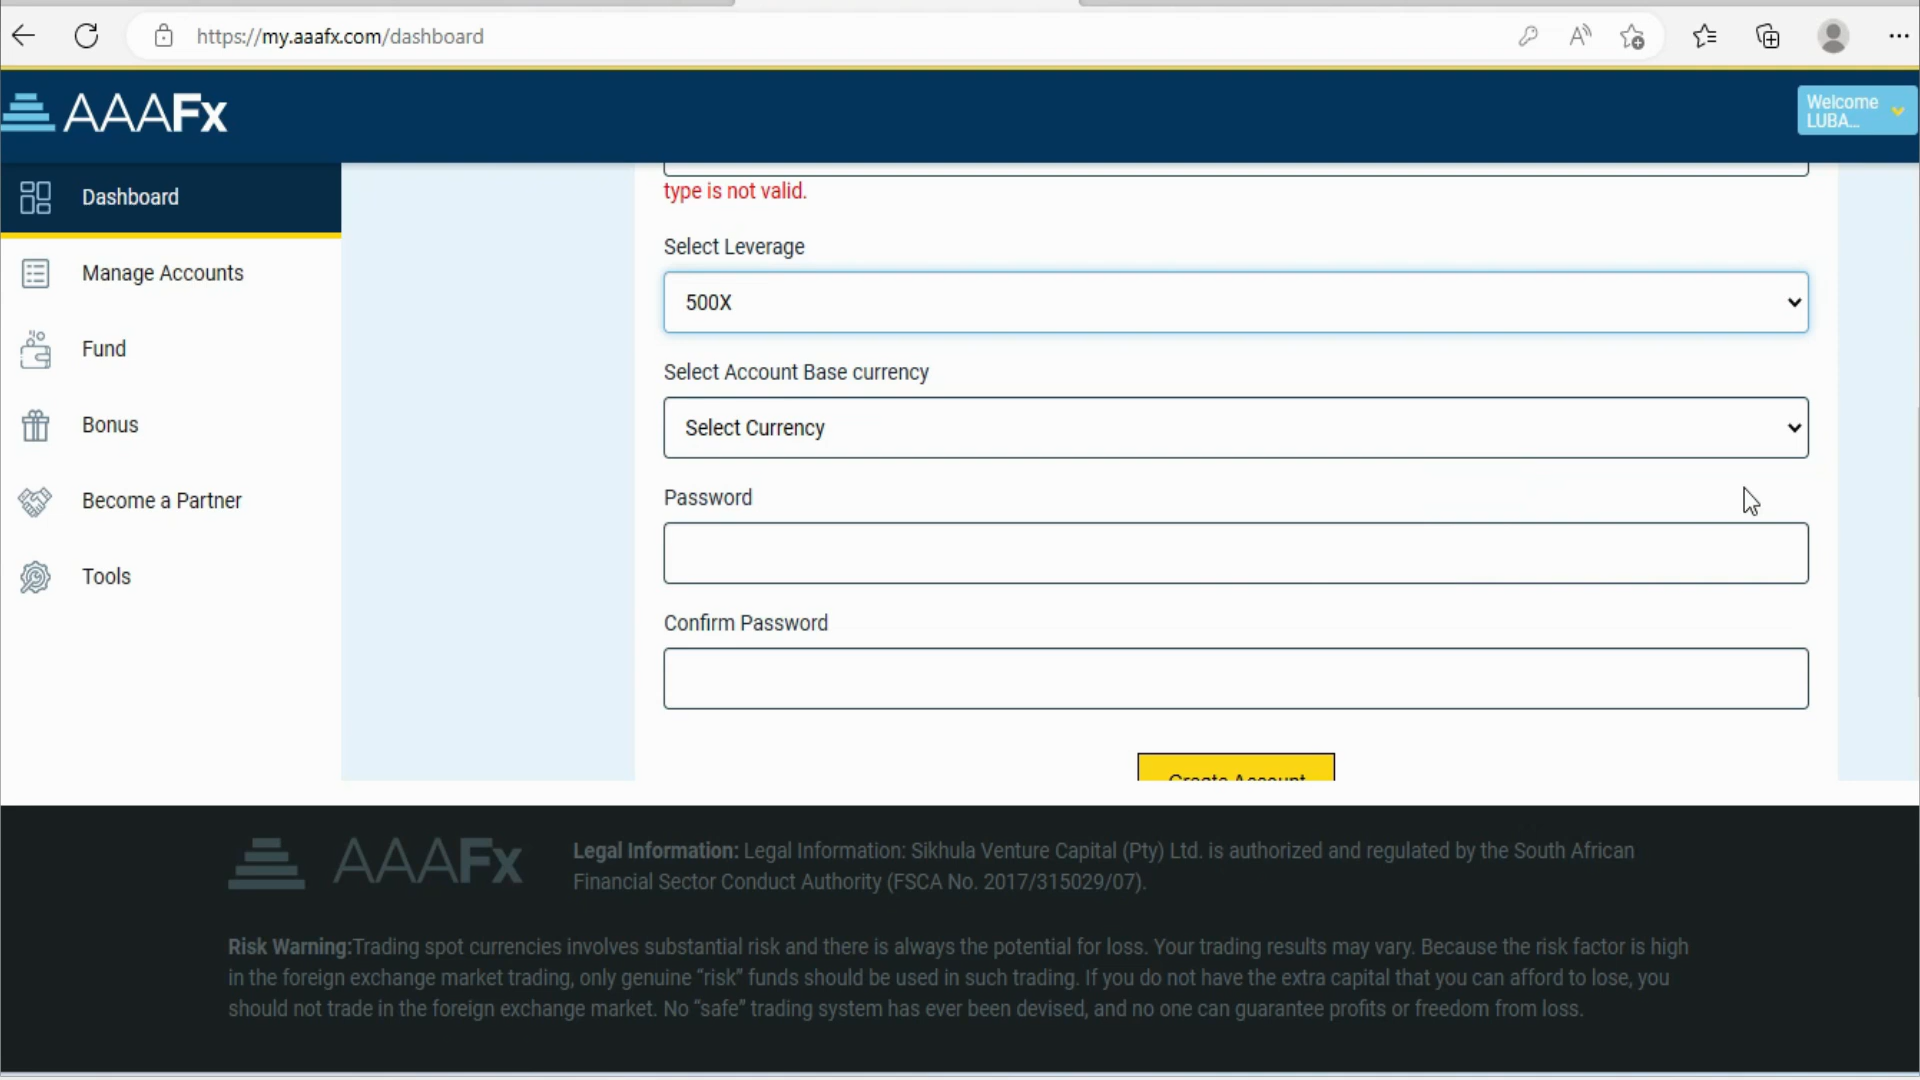 https://my.aaafx.com/dashboard
AAAFx
Welcome
LUBA...
Dashboard
Manage Accounts
Fund
Bonus
Become a Partner
Tools
type is not valid.
Select Leverage
500X
Select Account Base currency
Select Currency
Password
Confirm Password
Create Account
AAAFx
Legal Information: Legal Information: Sikhula Venture Capital (Pty) Ltd. is authorized and regulated by the South African
Financial Sector Conduct Authority (FSCA No. 2017/315029/07).
Risk Warning:Trading spot currencies involves substantial risk and there is always the potential for loss. Your trading results may vary. Because the risk factor is high
in the foreign exchange market trading, only genuine “risk” funds should be used in such trading. If you do not have the extra capital that you can afford to lose, you
should not trade in the foreign exchange market. No “safe” trading system has ever been devised, and no one can guarantee profits or freedom from loss.